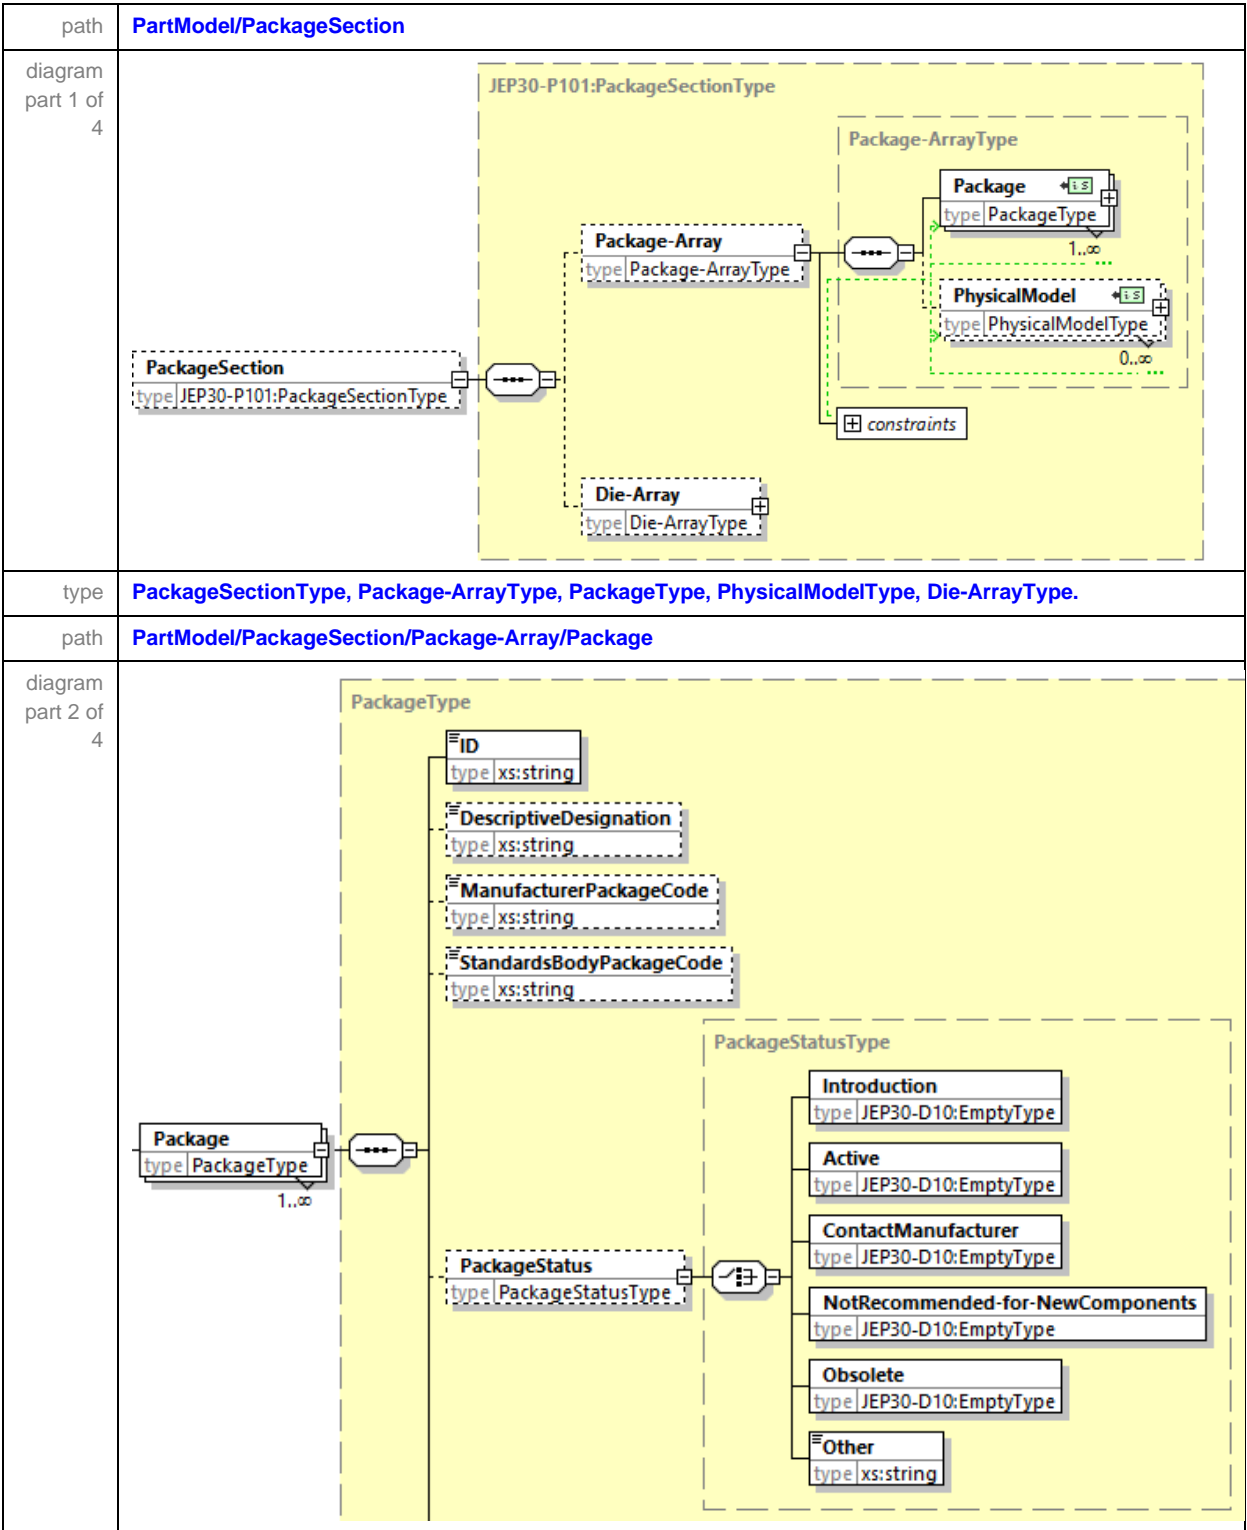 path
PartModel/PackageSection
diagram
part 1 of
4
JEP30-P101:PackageSectionType
Package-ArrayType
Package
type PackageType
1..∞
Package-Array
type Package-ArrayType
PhysicalModel
type PhysicalModelType
0..∞
PackageSection
type JEP30-P101:PackageSectionType
constraints
Die-Array
type Die-ArrayType
type
PackageSectionType, Package-ArrayType, PackageType, PhysicalModelType, Die-ArrayType.
path
PartModel/PackageSection/Package-Array/Package
diagram
part 2 of
4
PackageType
ID
type xs:string
DescriptiveDesignation
type xs:string
ManufacturerPackageCode
type xs:string
StandardsBodyPackageCode
type xs:string
PackageStatusType
Introduction
type JEP30-D10:EmptyType
Package
type PackageType
1..∞
Active
type JEP30-D10:EmptyType
ContactManufacturer
type JEP30-D10:EmptyType
PackageStatus
type PackageStatusType
NotRecommended-for-NewComponents
type JEP30-D10:EmptyType
Obsolete
type JEP30-D10:EmptyType
Other
type xs:string